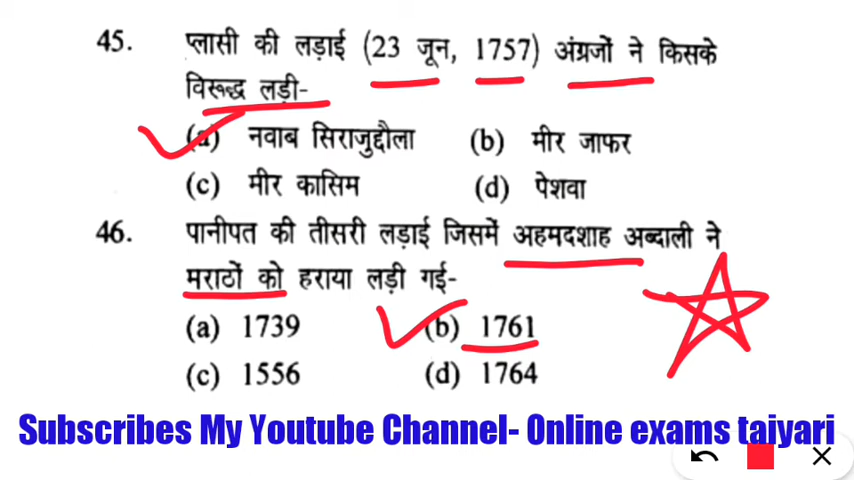 45. प्लासी की लड़ाई (23 जून, 1757) अंग्रजों ने किसके
विरूद्ध लड़ी-
(a) नवाब सिराजुद्दौला (b) मीर जाफर
(c) मीर कासिम (d) पेशवा
46. पानीपत की तीसरी लड़ाई जिसमें अहमदशाह अब्दाली ने
मराठों को हराया लड़ी गई-
(a) 1739 (b) 1761
(c) 1556 (d) 1764
Subscribes My Youtube Channel- Online exams taiyari